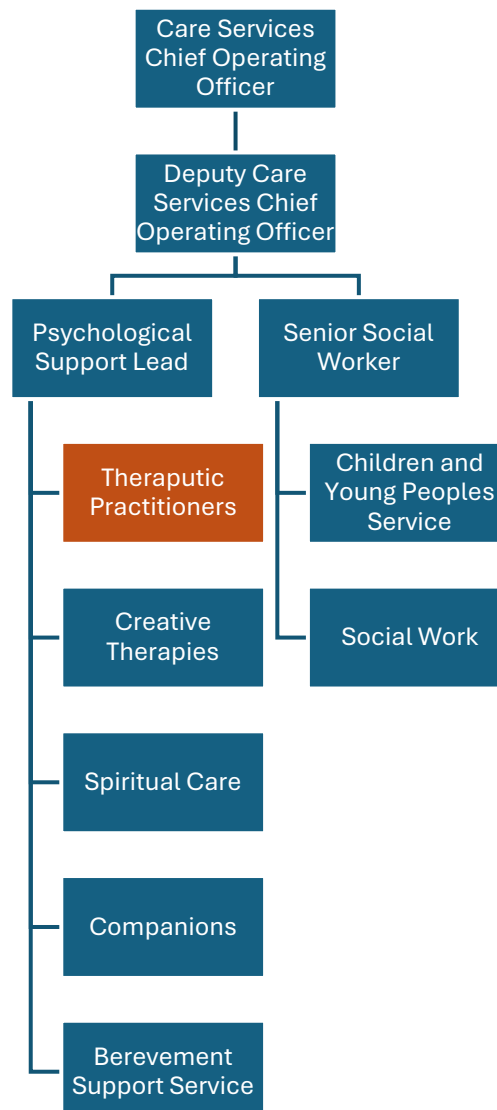 Care Services
Chief Operating
Officer
Deputy Care
Services Chief
Operating Officer
Psychological
Support Lead
Senior Social
Worker
Theraputic
Practitioners
Children and
Young Peoples
Service
Creative
Therapies
Social Work
Spiritual Care
Companions
Berevement
Support Service